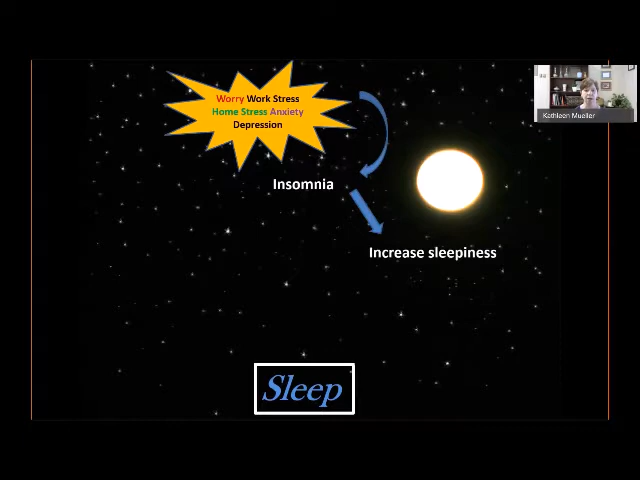 Worry Work Stress
Home Stress Anxiety
Depression
Kathleen Mueller
Insomnia
Increase sleepiness
Sleep